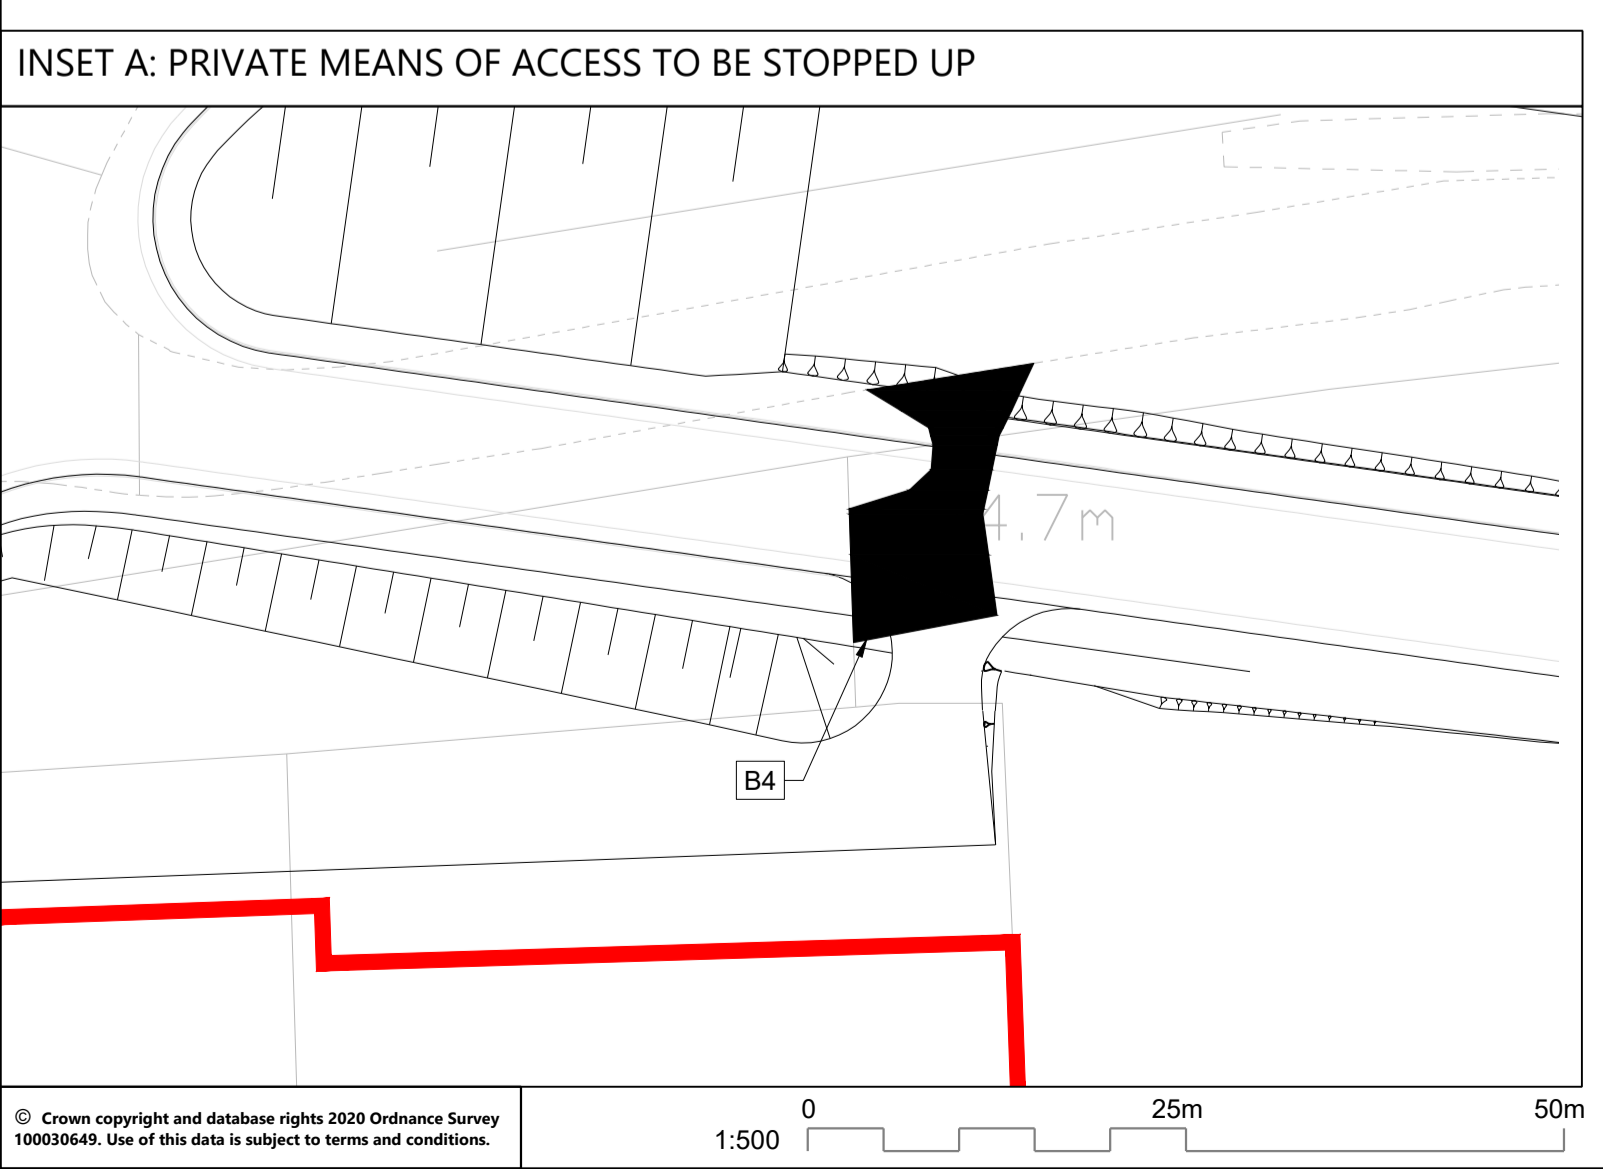 INSET A: PRIVATE MEANS OF ACCESS TO BE STOPPED UP
4.7m
B4
© Crown copyright and database rights 2020 Ordnance Survey
100030649. Use of this data is subject to terms and conditions.
0 25m 50m
1:500